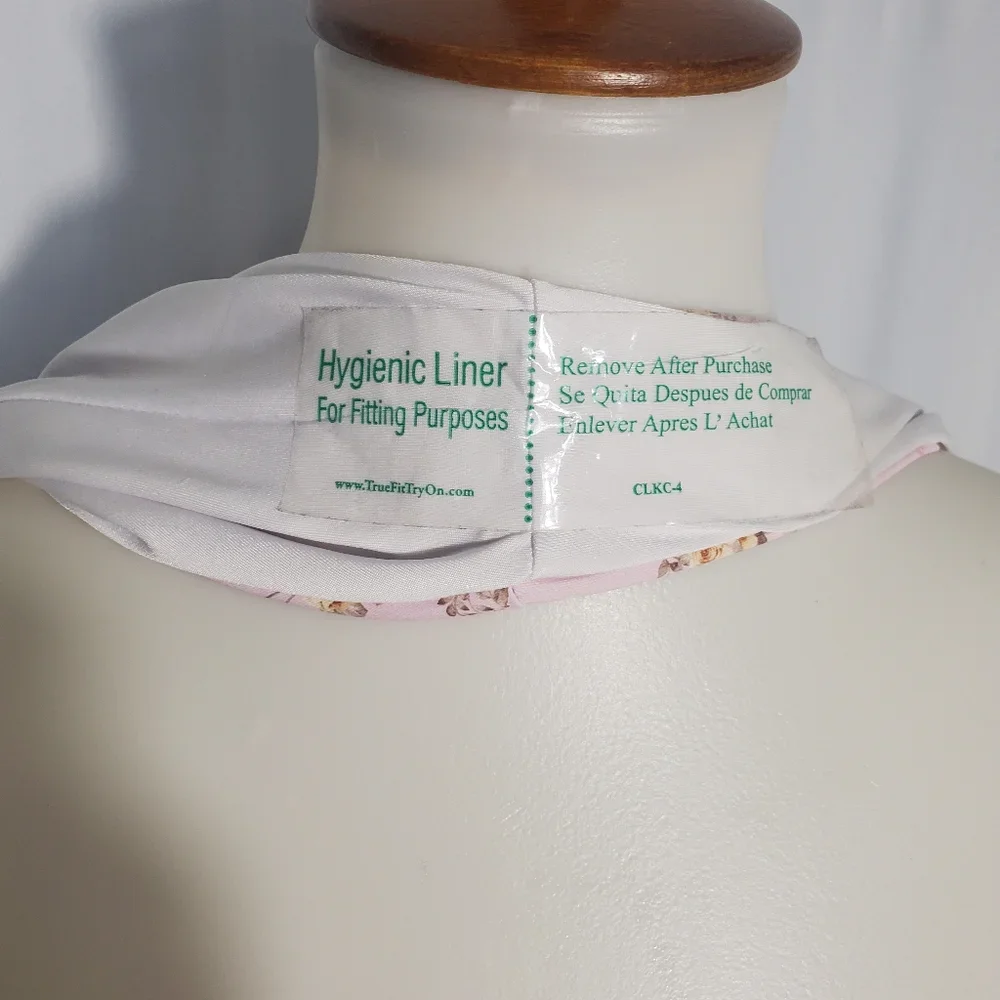 Hygienic Liner
For Fitting Purposes
www.TrueFitTryOn.com
Remove After Purchase
Se Quita Despues de Comprar
Enlever Apres L' Achat
CLKC-4